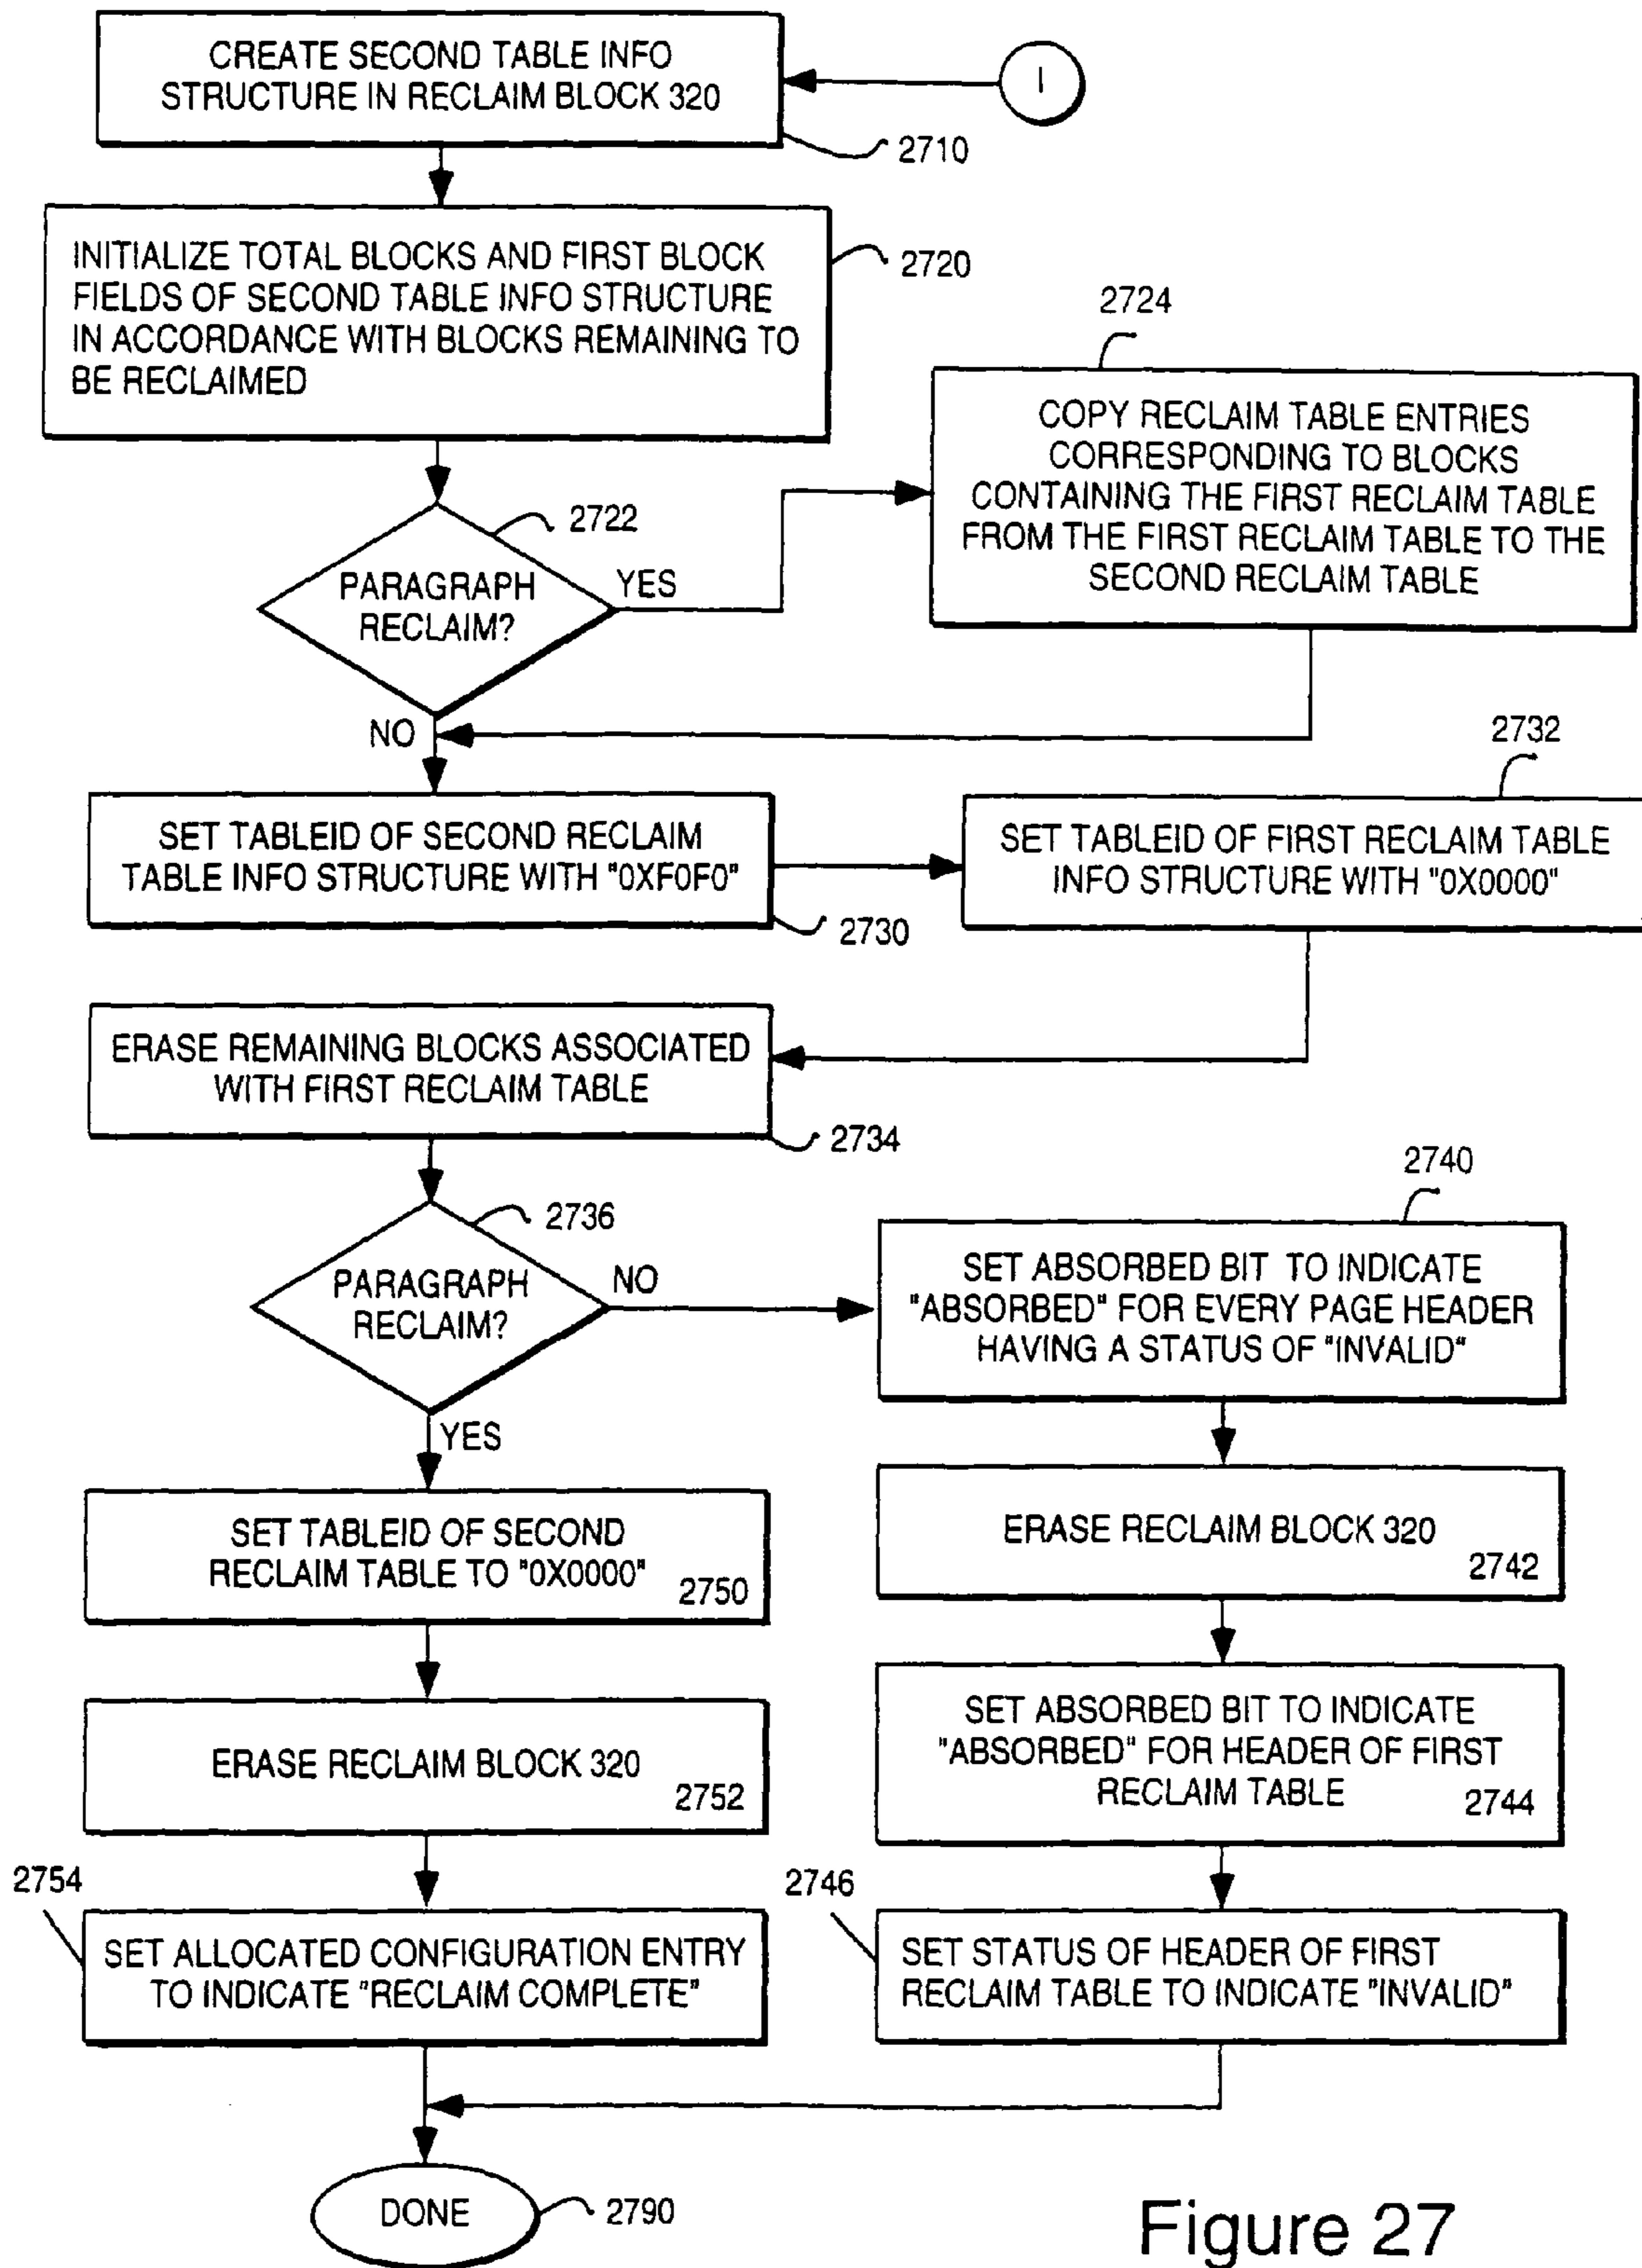 CREATE SECOND TABLE INFO
STRUCTURE IN RECLAIM BLOCK 320
I
2710
INITIALIZE TOTAL BLOCKS AND FIRST BLOCK
FIELDS OF SECOND TABLE INFO STRUCTURE
IN ACCORDANCE WITH BLOCKS REMAINING TO
BE RECLAIMED
2720
2722
PARAGRAPH
RECLAIM?
YES
NO
2724
COPY RECLAIM TABLE ENTRIES
CORRESPONDING TO BLOCKS
CONTAINING THE FIRST RECLAIM TABLE
FROM THE FIRST RECLAIM TABLE TO THE
SECOND RECLAIM TABLE
SET TABLEID OF SECOND RECLAIM
TABLE INFO STRUCTURE WITH "0XF0F0"
2730
2732
SET TABLEID OF FIRST RECLAIM TABLE
INFO STRUCTURE WITH "0X0000"
ERASE REMAINING BLOCKS ASSOCIATED
WITH FIRST RECLAIM TABLE
2734
2736
PARAGRAPH
RECLAIM?
NO
YES
2740
SET ABSORBED BIT TO INDICATE
"ABSORBED" FOR EVERY PAGE HEADER
HAVING A STATUS OF "INVALID"
ERASE RECLAIM BLOCK 320
2742
SET ABSORBED BIT TO INDICATE
"ABSORBED" FOR HEADER OF FIRST
RECLAIM TABLE
2744
2746
SET STATUS OF HEADER OF FIRST
RECLAIM TABLE TO INDICATE "INVALID"
SET TABLEID OF SECOND
RECLAIM TABLE TO "0X0000"
2750
ERASE RECLAIM BLOCK 320
2752
2754
SET ALLOCATED CONFIGURATION ENTRY
TO INDICATE "RECLAIM COMPLETE"
DONE
2790
Figure 27